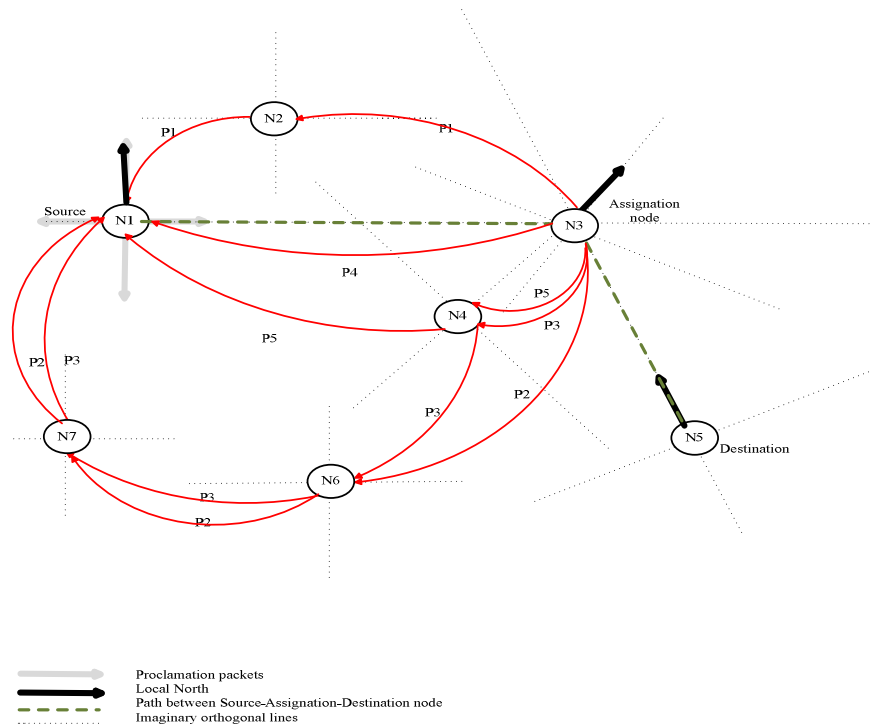 N2
P1
P1
Source
N1
Assignation
node
N3
P4
P5
N4
P3
P5
P2
P3
P2
P3
N7
N5
Destination
N6
P3
P2
Proclamation packets
Local North
Path between Source-Assignation-Destination node
Imaginary orthogonal lines